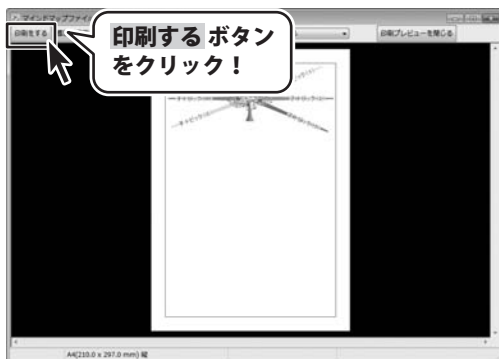 マインドマップファイ
印刷をする
印刷プレビューを閉じる
印刷する ボタン
をクリック！
A4(210.0 x 297.0 mm) 縦